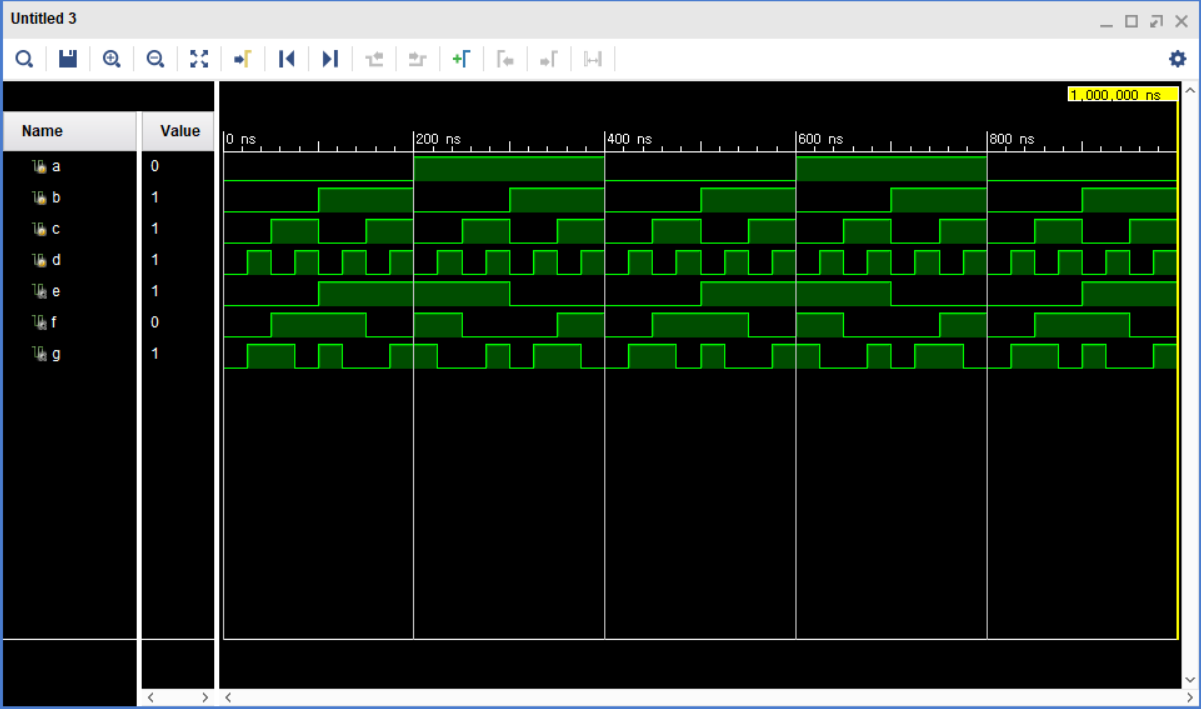 Untitled 3
1,000,000 ns
Name Value
0 ns 200 ns 400 ns 600 ns 800 ns
a 0
b 1
c 1
d 1
e 1
f 0
g 1